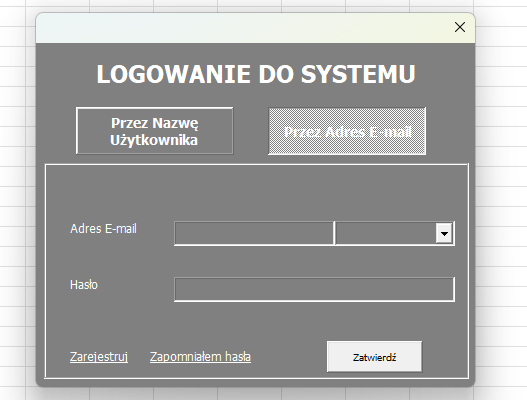 LOGOWANIE DO SYSTEMU
Przez Nazwę
Użytkownika
Przez Adres E-mail
Adres E-mail
Hasło
Zarejestruj
Zapomniałem hasła
Zatwierdź